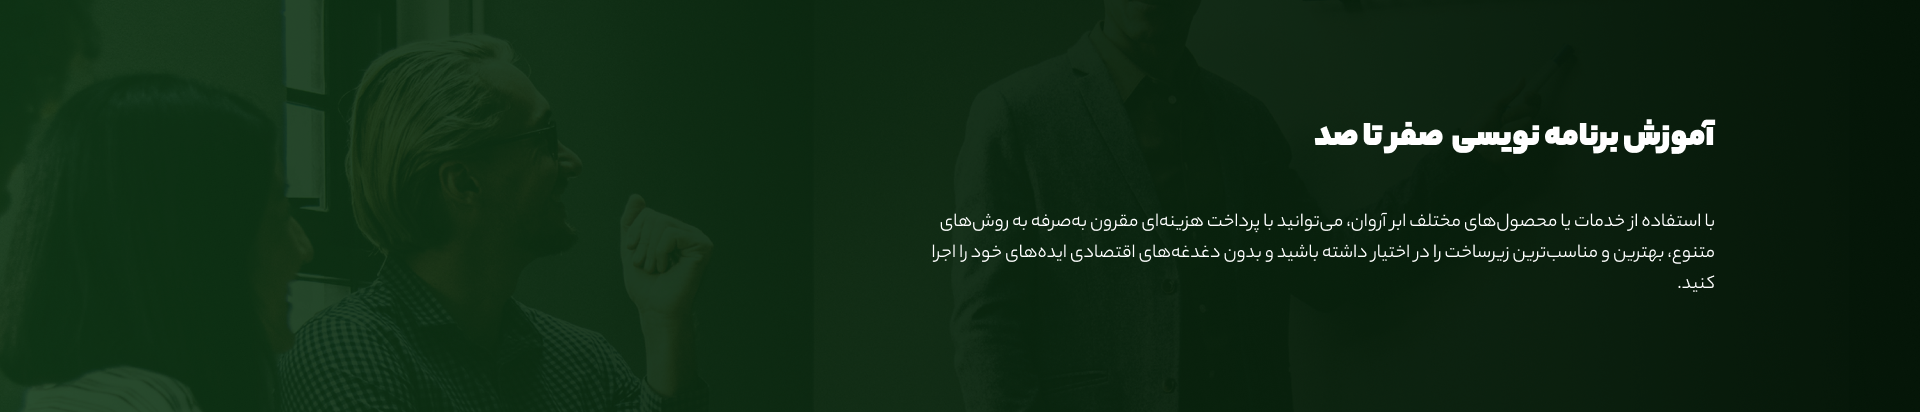 آموزش برنامه نویسی صفر تا صد
با استفاده از خدمات یا محصول‌های مختلف ابر آروان، می‌توانید با پرداخت هزینه‌ای مقرون به‌صرفه به روش‌های
متنوع، بهترین و مناسب‌ترین زیرساخت را در اختیار داشته باشید و بدون دغدغه‌های اقتصادی ایده‌های خود را اجرا
کنید.